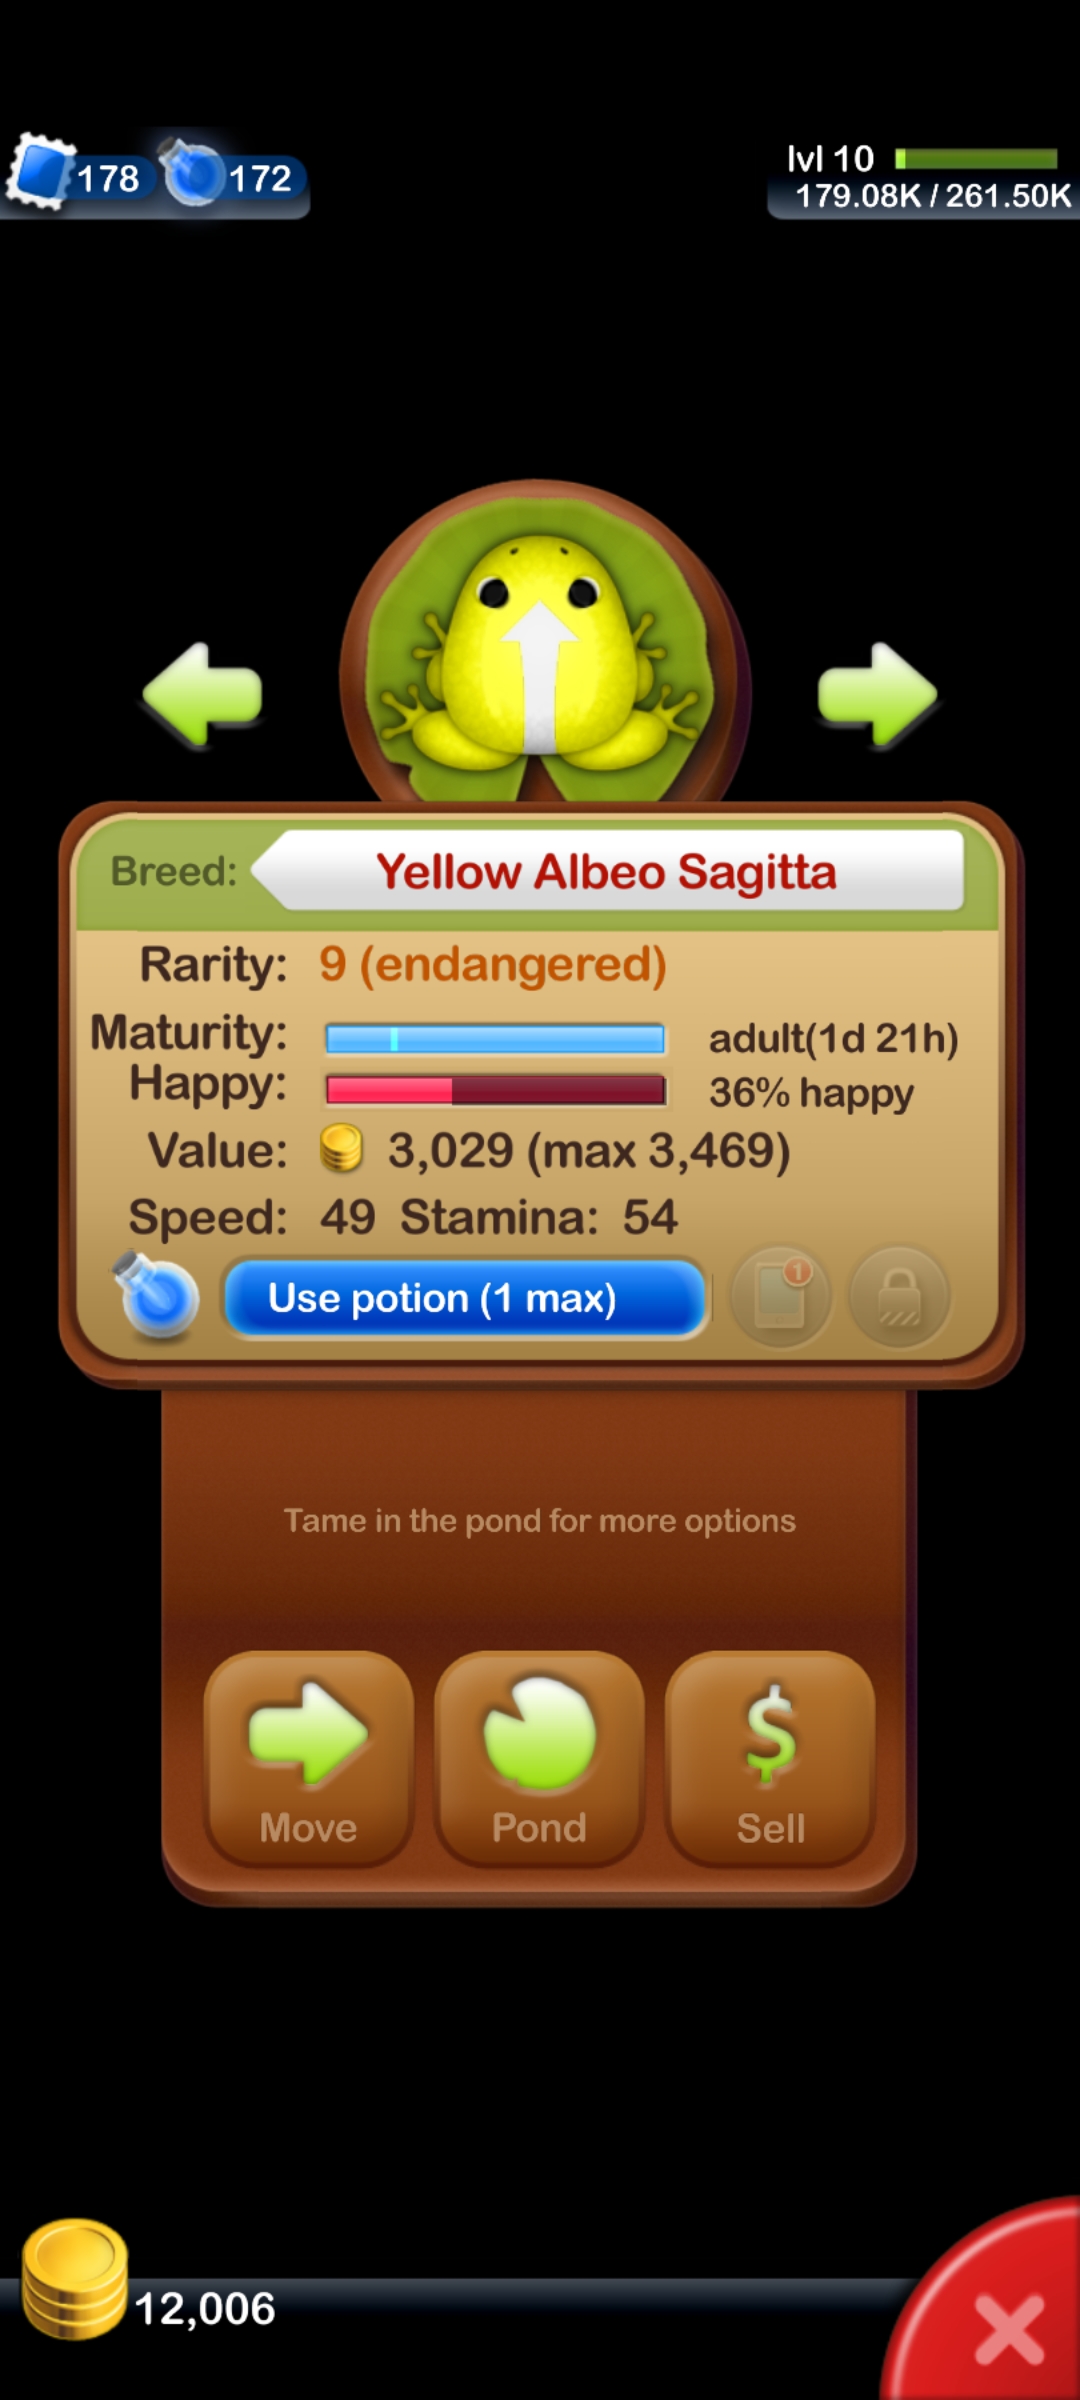 178 172
lvl 10
179.08K / 261.50K
Breed: Yellow Albeo Sagitta
Rarity: 9 (endangered)
Maturity: adult(1d 21h)
Happy: 36% happy
Value: 3,029 (max 3,469)
Speed: 49 Stamina: 54
Use potion (1 max) 1
Tame in the pond for more options
$
Move Pond Sell
12,006